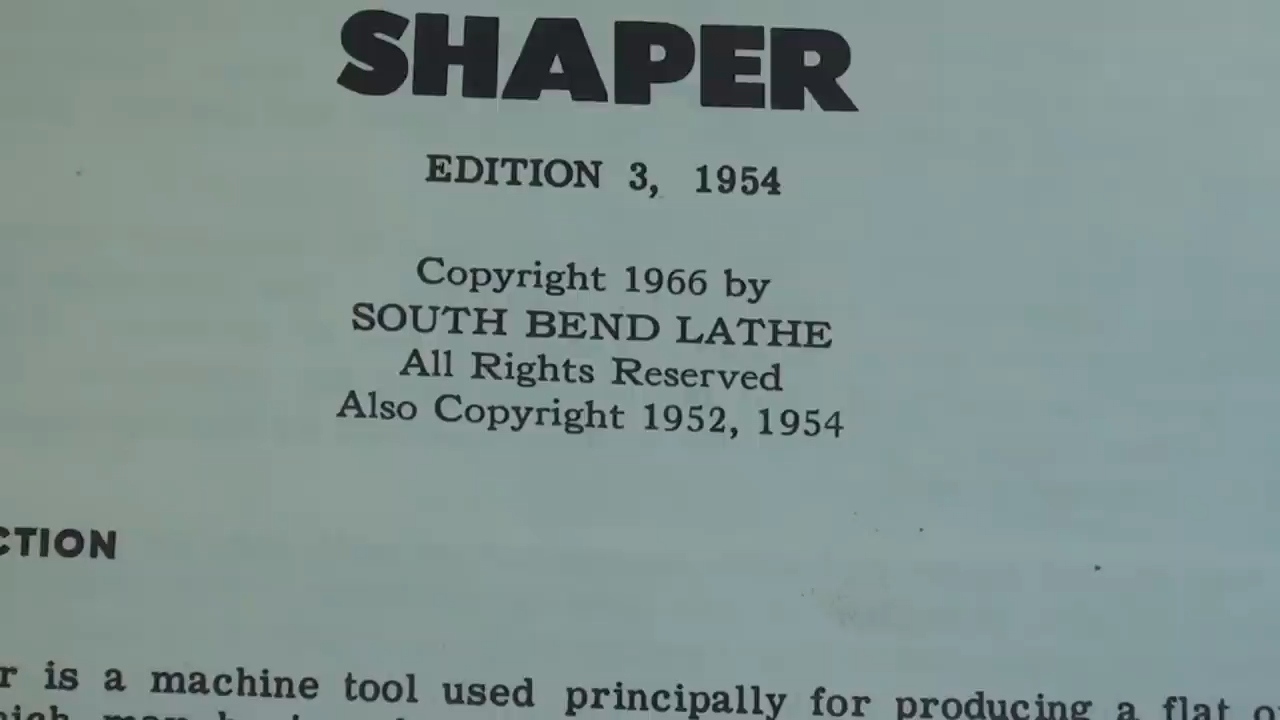 SHAPER
EDITION 3, 1954
Copyright 1966 by
SOUTH BEND LATHE
All Rights Reserved
Also Copyright 1952, 1954
CTION
r is a machine tool used principally for producing a flat